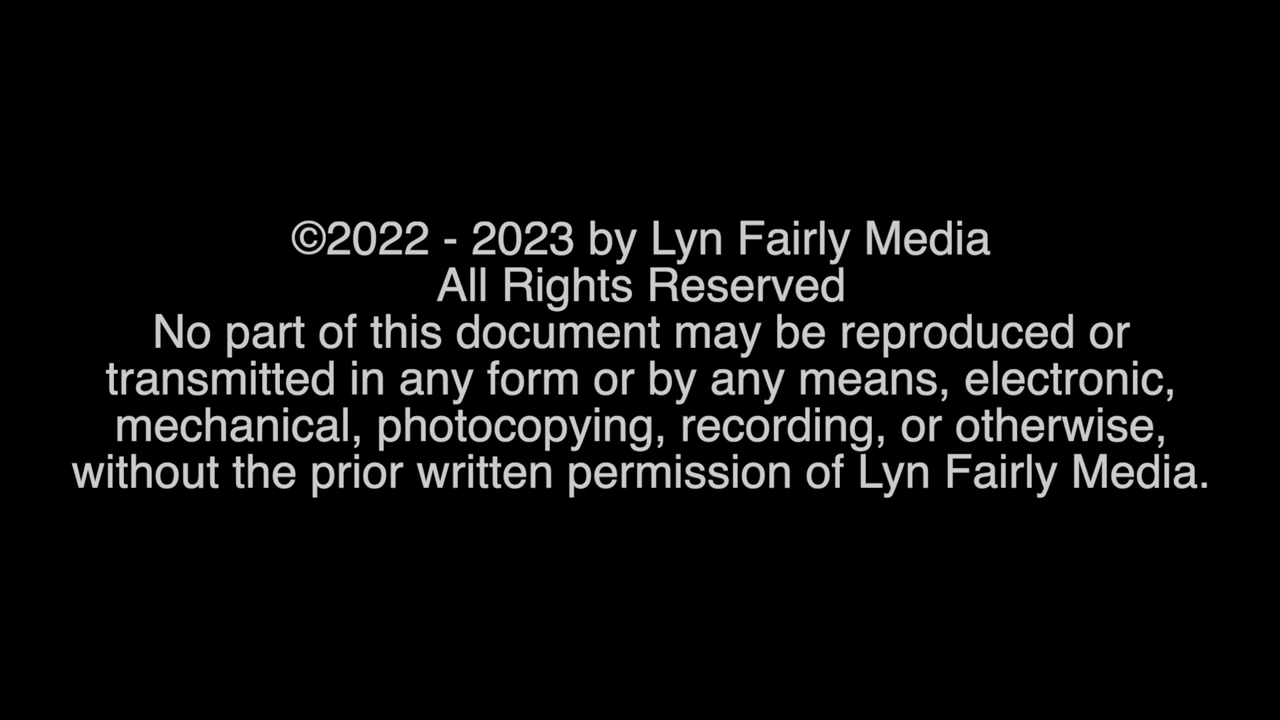 ©2022 - 2023 by Lyn Fairly Media
All Rights Reserved
No part of this document may be reproduced or
transmitted in any form or by any means, electronic,
mechanical, photocopying, recording, or otherwise,
without the prior written permission of Lyn Fairly Media.